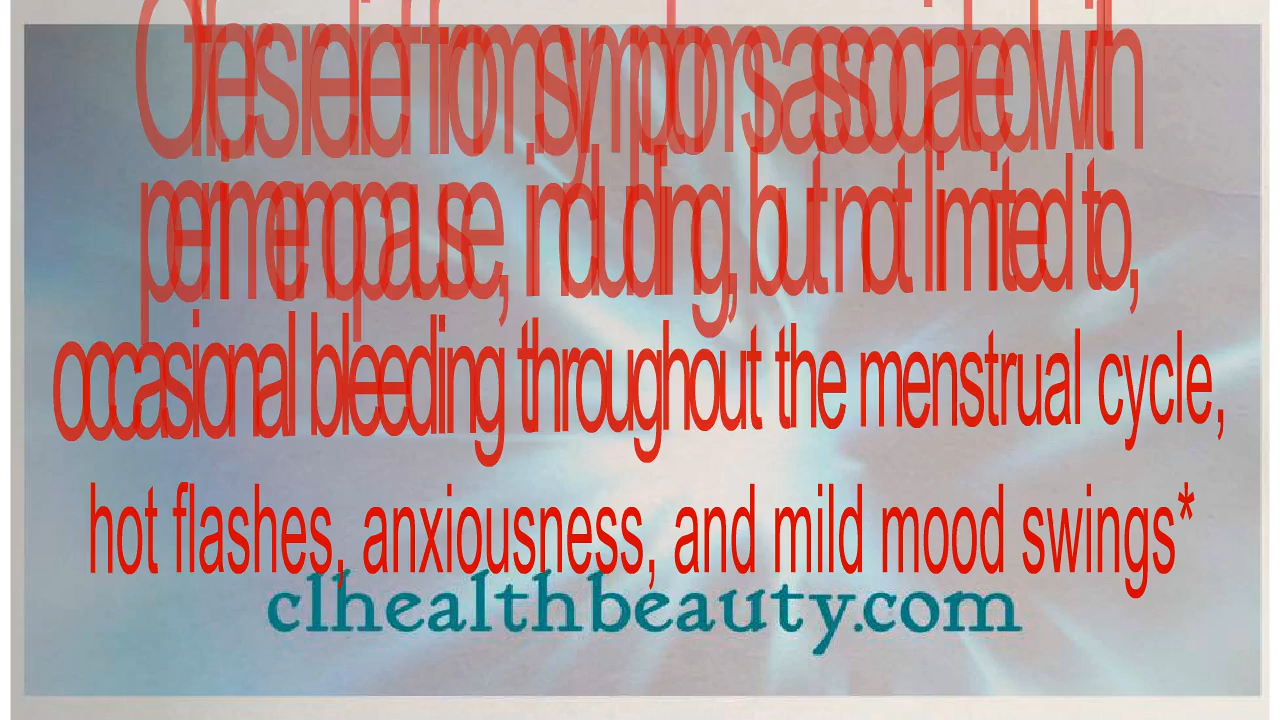 Offers relief from symptoms associated with
perimenopause, including, but not limited to,
occasional bleeding throughout the menstrual cycle,
hot flashes, anxiousness, and mild mood swings*
clhealthbeauty.com